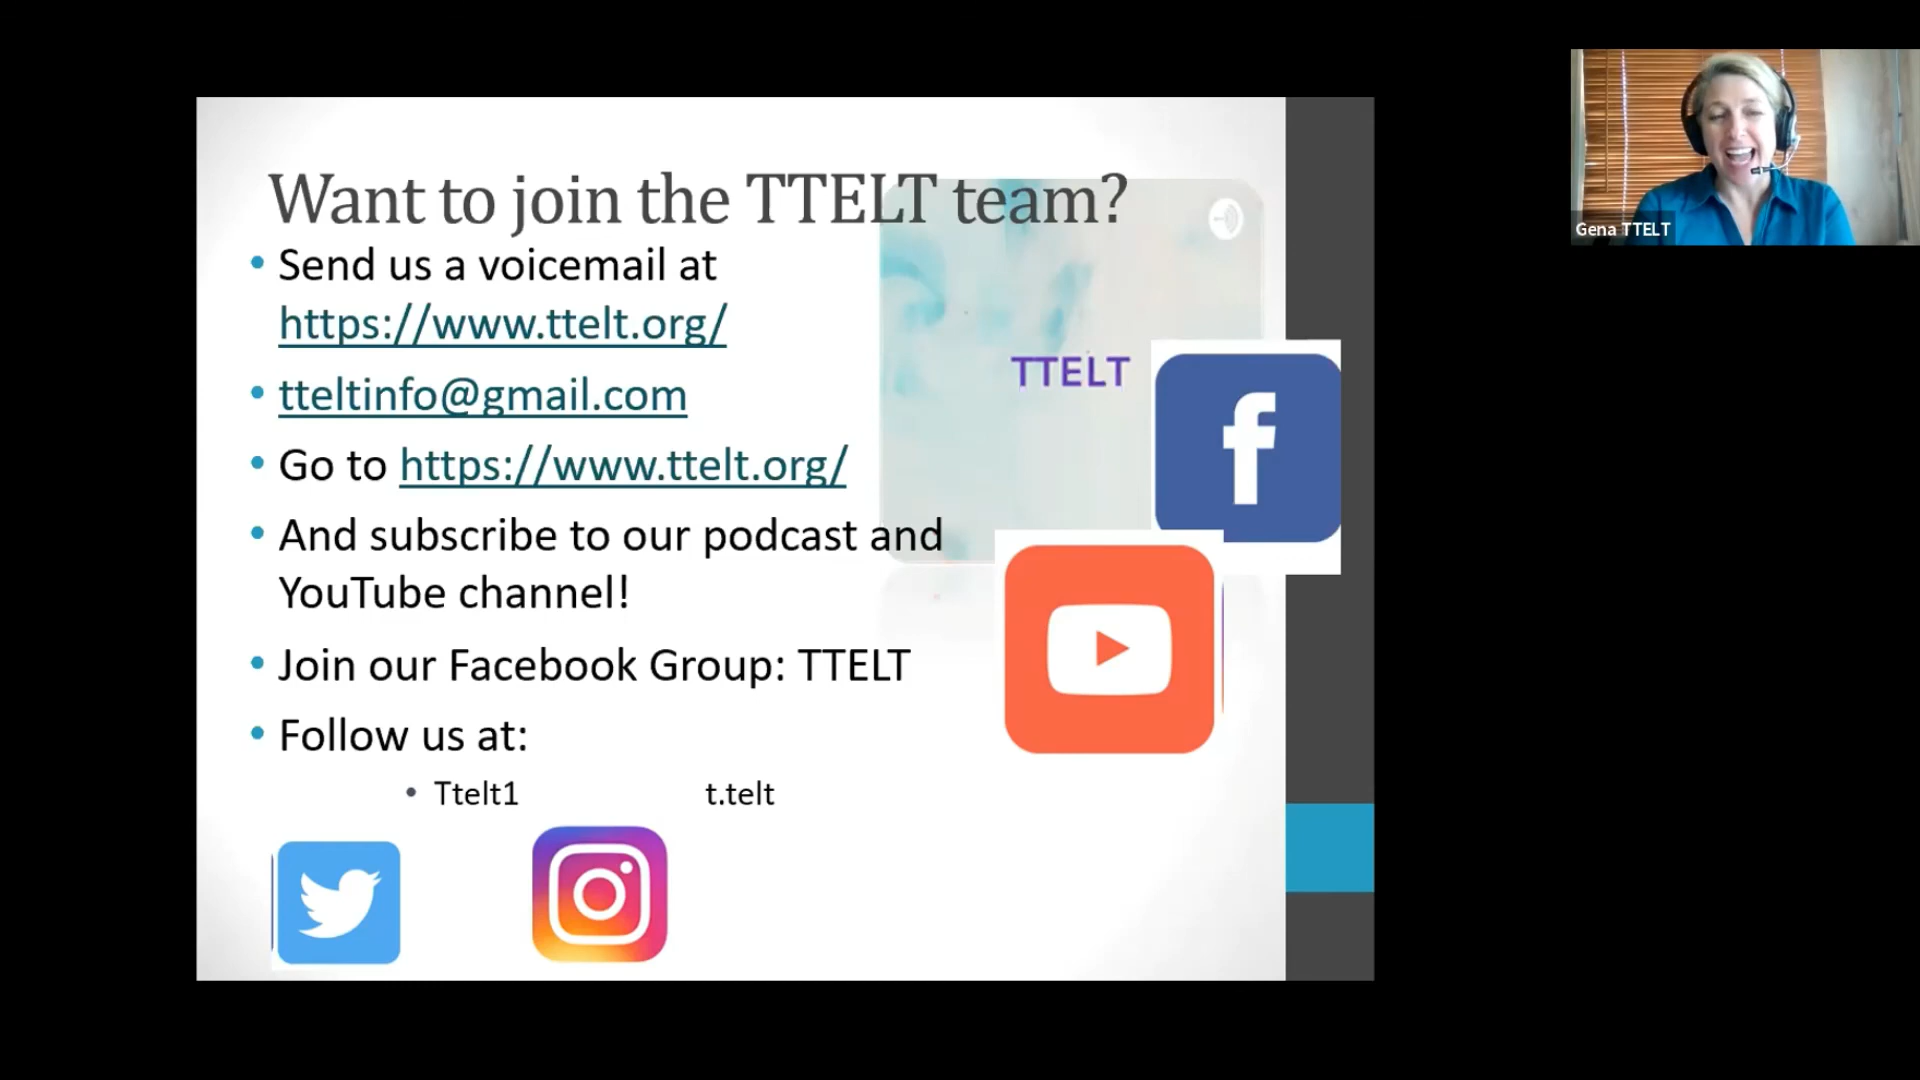 Want to join the TTELT team?
• Send us a voicemail at
https://www.ttelt.org/
• tteltinfo@gmail.com
• Go to https://www.ttelt.org/
• And subscribe to our podcast and
YouTube channel!
• Join our Facebook Group: TTELT
• Follow us at:
• Ttelt1 t.telt
TTELT
f
Gena TTELT